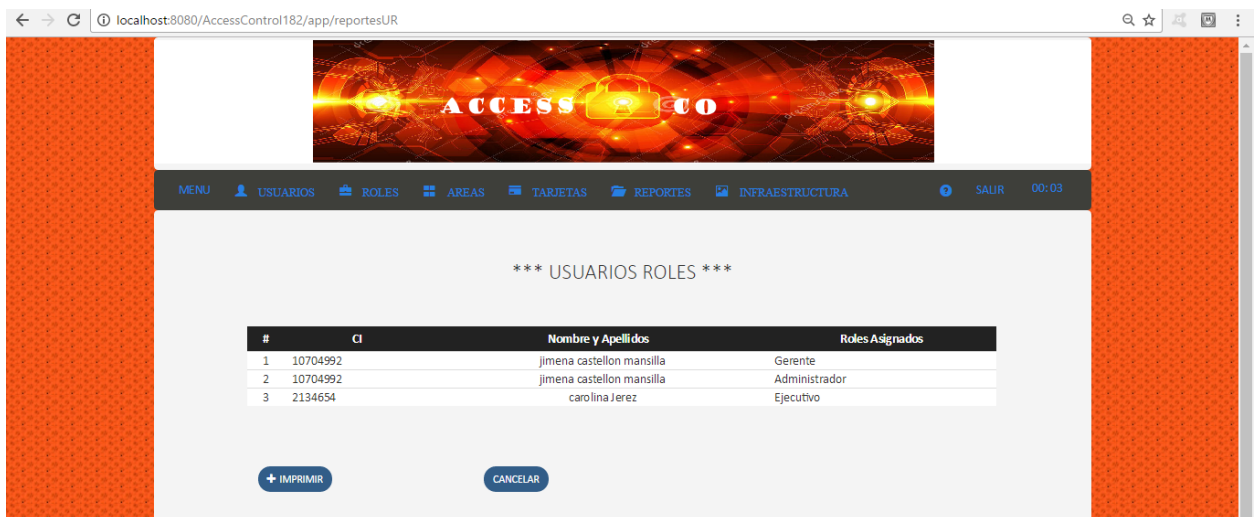 localhost:8080/AccessControl182/app/reportesUR
ACCESS CO
MENU USUARIOS ROLES AREAS TARJETAS REPORTES INFRAESTRUCTURA ? SALIR 00:03
*** USUARIOS ROLES ***
# CI Nombre y Apellidos Roles Asignados
1 10704992 jimena castellon mansilla Gerente
2 10704992 jimena castellon mansilla Administrador
3 2134654 carolina Jerez Ejecutivo
+ IMPRIMIR CANCELAR